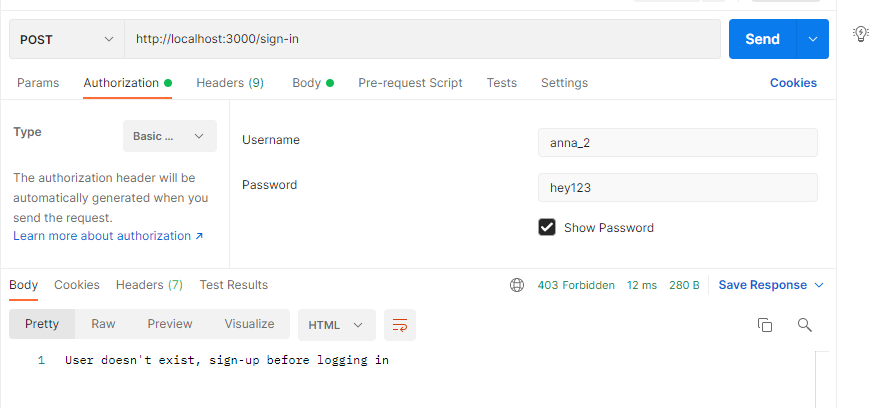 POST http://localhost:3000/sign-in Send
Params Authorization Headers (9) Body Pre-request Script Tests Settings Cookies
Type Basic ...
Username anna_2
The authorization header will be
automatically generated when you
send the request.
Learn more about authorization ↗
Password hey123
Show Password
Body Cookies Headers (7) Test Results 403 Forbidden 12 ms 280 B Save Response
Pretty Raw Preview Visualize HTML
1 User doesn't exist, sign-up before logging in